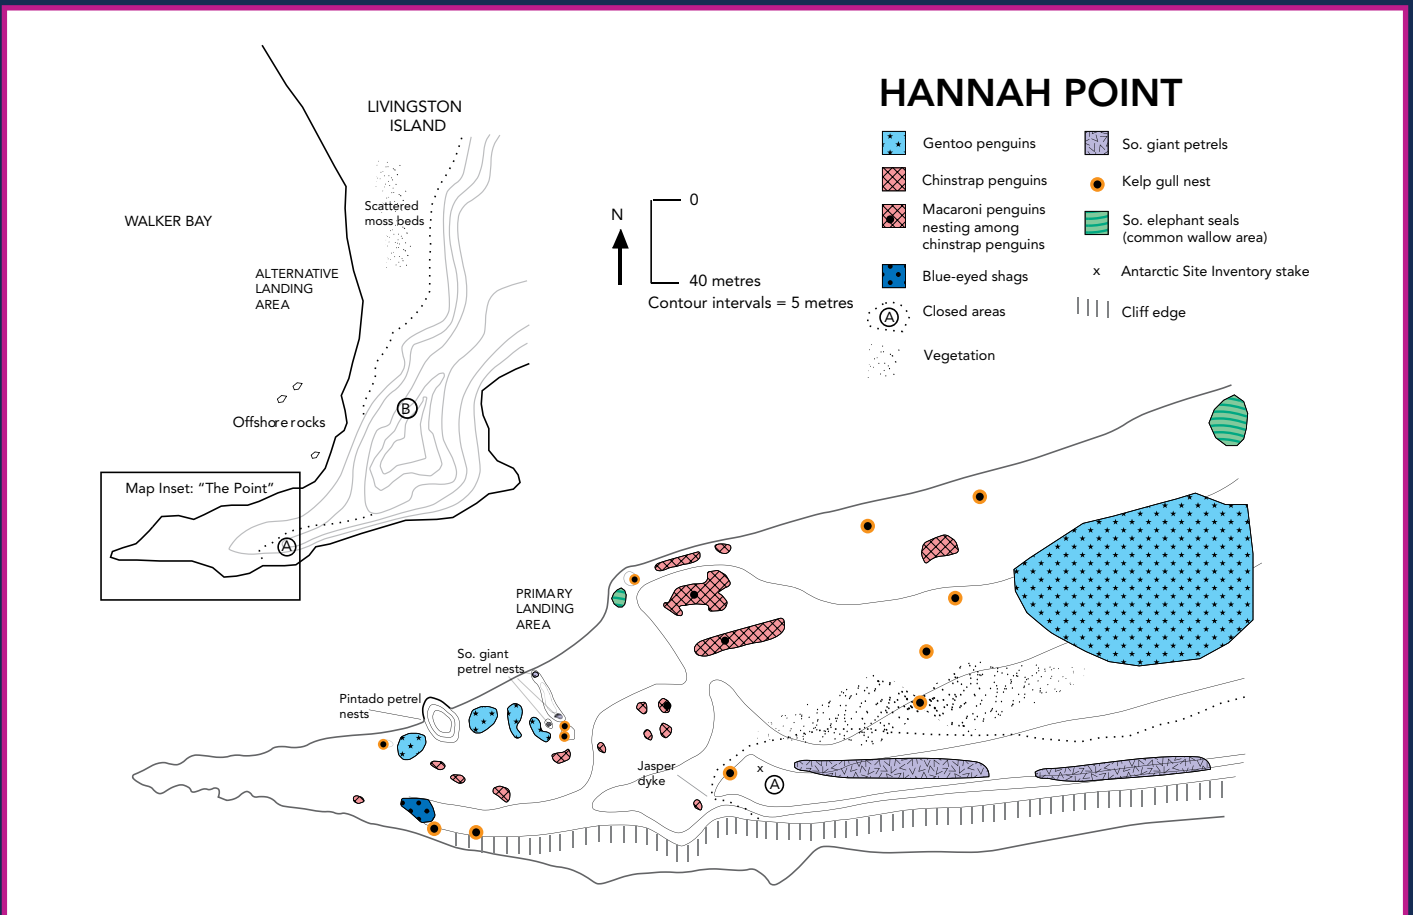 HANNAH POINT
LIVINGSTON
ISLAND
WALKER BAY
Scattered
moss beds
ALTERNATIVE
LANDING
AREA
Offshore rocks
B
Map Inset: “The Point”
A
N
0
40 metres
Contour intervals = 5 metres
Gentoo penguins
Chinstrap penguins
Macaroni penguins
nesting among
chinstrap penguins
Blue-eyed shags
A
Closed areas
Vegetation
So. giant petrels
Kelp gull nest
So. elephant seals
(common wallow area)
x
Antarctic Site Inventory stake
Cliff edge
PRIMARY
LANDING
AREA
So. giant
petrel nests
Pintado petrel
nests
Jasper
dyke
x
A